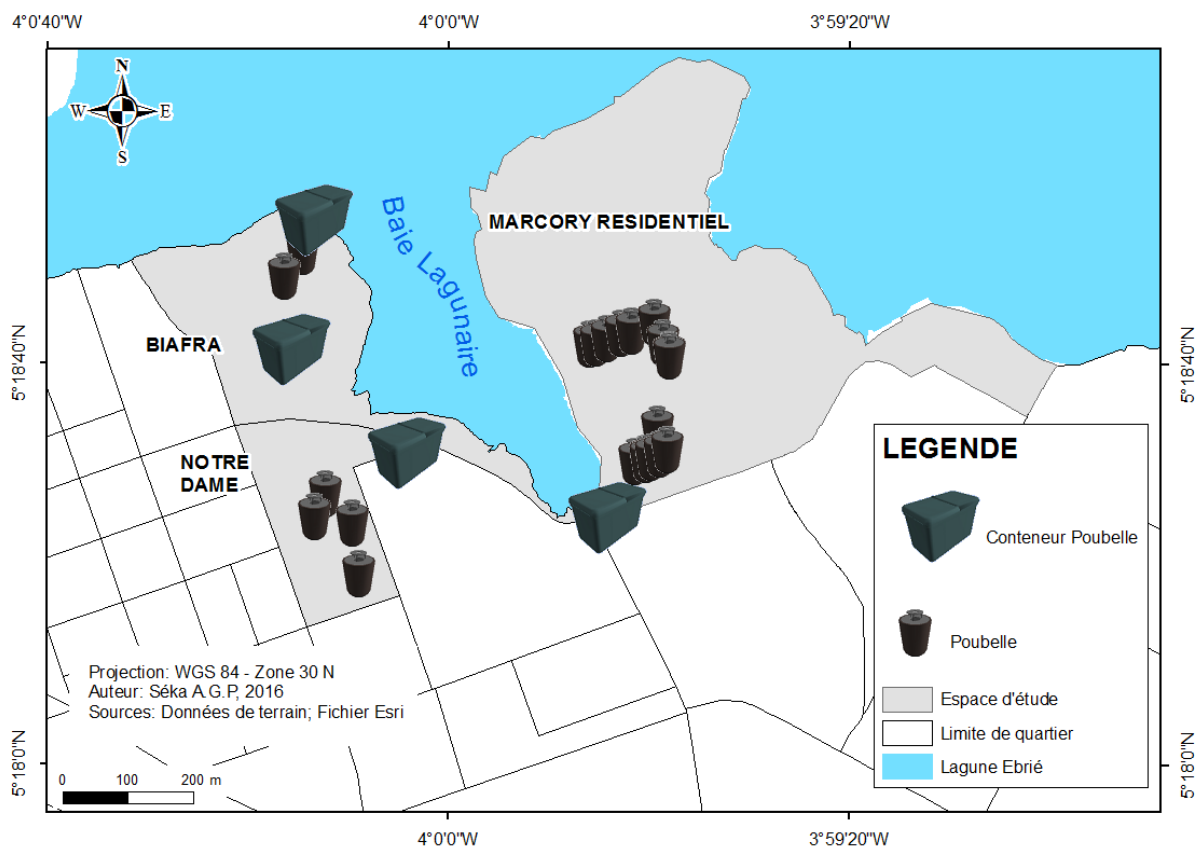 4°0'40"W
4°0'0"W
3°59'20"W
N
W
E
S
MARCORY RESIDENTIEL
Baie Lagunaire
BIAFRA
5°18'40"N
5°18'40"N
NOTRE
DAME
LEGENDE
Conteneur Poubelle
Poubelle
Espace d'étude
Limite de quartier
Lagune Ebrié
Projection: WGS 84 - Zone 30 N
Auteur: Séka A.G.P, 2016
Sources: Données de terrain; Fichier Esri
0 100 200 m
5°18'0"N
5°18'0"N
4°0'0"W
3°59'20"W